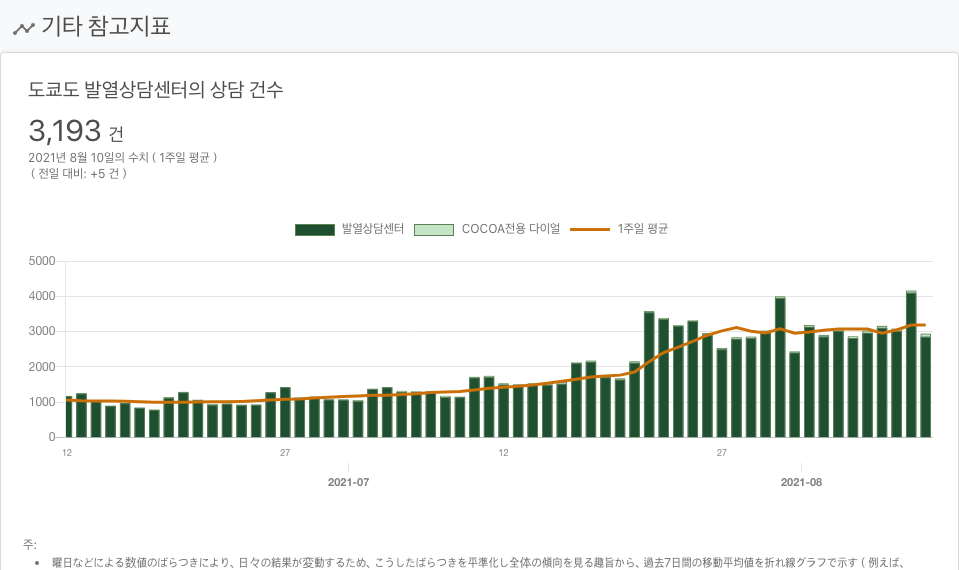 기타 참고지표
도쿄도 발열상담센터의 상담 건수
3,193 건
2021년 8월 10일의 수치 ( 1주일 평균 )
( 전일 대비: +5 건 )
발열상담센터 COCOA전용 다이얼 1주일 평균
5000
4000
3000
2000
1000
0
12 27 12 27
2021-07 2021-08
주:
• 曜日などによる数値のばらつきにより、日々の結果が変動するため、こうしたばらつきを平準化し全体の傾向を見る趣旨から、過去7日間の移動平均値を折れ線グラフで示す ( 例えば、